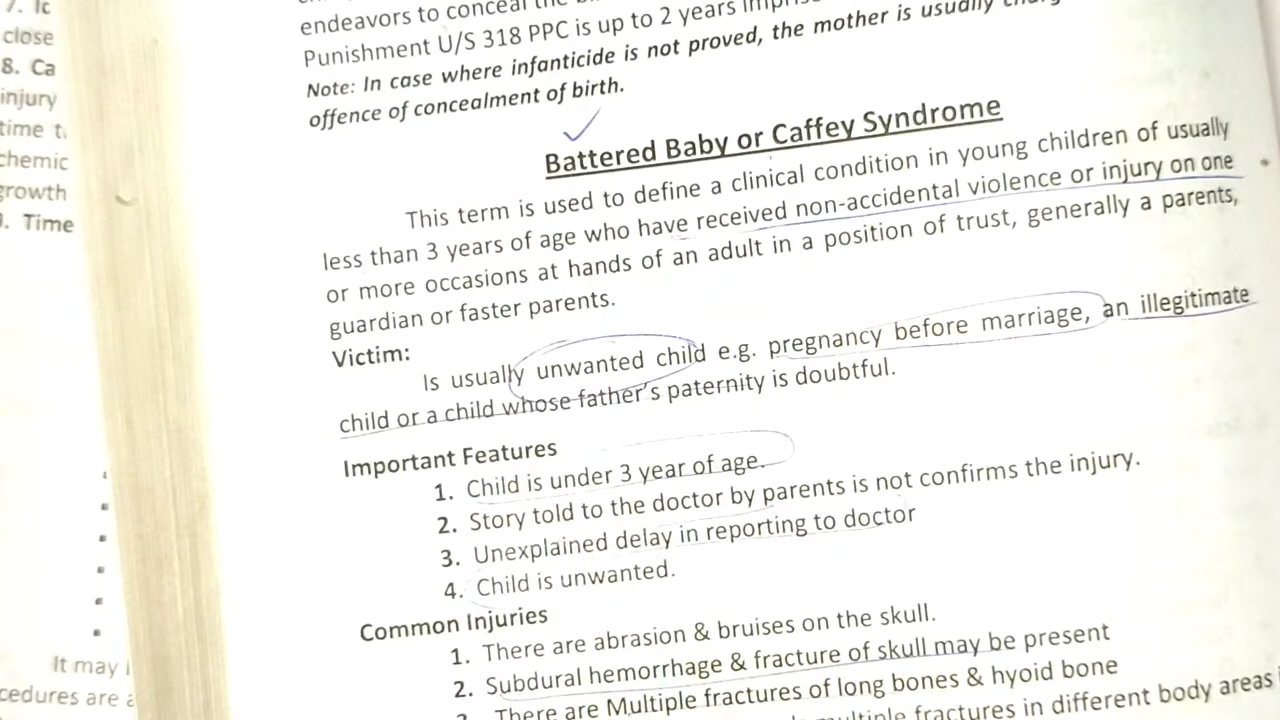 7. Ic
close
8. Ca
injury
time t
chemic
growth
. Time
It may
cedures are a
endeavors to conceal the
Punishment U/S 318 PPC is up to 2 years
Note: In case where infanticide is not proved, the mother is usually
offence of concealment of birth.
Battered Baby or Caffey Syndrome
This term is used to define a clinical condition in young children of usually
less than 3 years of age who have received non-accidental violence or injury on one
or more occasions at hands of an adult in a position of trust, generally a parents,
guardian or faster parents.
Victim:
Is usually unwanted child e.g. pregnancy before marriage, an illegitimate
child or a child whose father's paternity is doubtful.
Important Features
1. Child is under 3 year of age.
2. Story told to the doctor by parents is not confirms the injury.
3. Unexplained delay in reporting to doctor
4. Child is unwanted.
Common Injuries
1. There are abrasion & bruises on the skull.
2. Subdural hemorrhage & fracture of skull may be present
There are Multiple fractures of long bones & hyoid bone
multiple fractures in different body areas